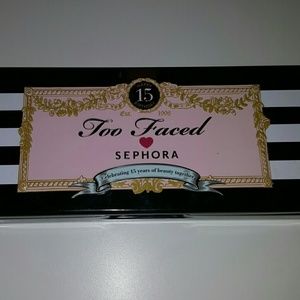 15
Est. 1998
Too Faced
SEPHORA
Celebrating 15 years of beauty together